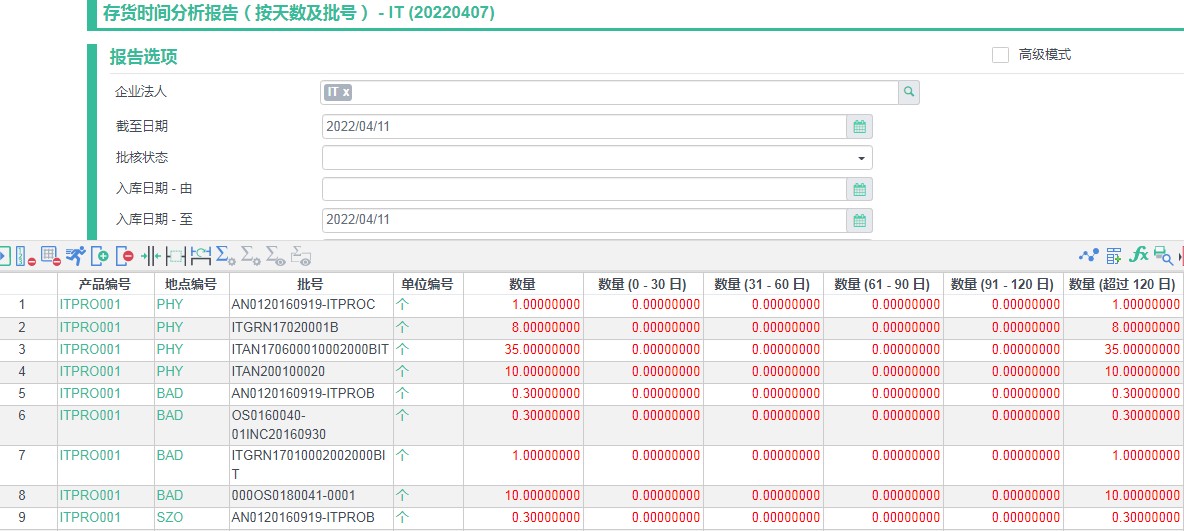 存货时间分析报告（按天数及批号） - IT (20220407)
报告选项
高级模式
企业法人
IT x
截至日期
2022/04/11
批核状态
入库日期 - 由
入库日期 - 至
2022/04/11
产品编号 地点编号 批号 单位编号 数量 数量 (0 - 30 日) 数量 (31 - 60 日) 数量 (61 - 90 日) 数量 (91 - 120 日) 数量 (超过 120 日)
1 ITPRO001 PHY AN0120160919-ITPROC 个 1.00000000 0.00000000 0.00000000 0.00000000 0.00000000 1.00000000
2 ITPRO001 PHY ITGRN17020001B 个 8.00000000 0.00000000 0.00000000 0.00000000 0.00000000 8.00000000
3 ITPRO001 PHY ITAN170600010002000BIT 个 35.00000000 0.00000000 0.00000000 0.00000000 0.00000000 35.00000000
4 ITPRO001 PHY ITAN200100020 个 10.00000000 0.00000000 0.00000000 0.00000000 0.00000000 10.00000000
5 ITPRO001 BAD AN0120160919-ITPROB 个 0.30000000 0.00000000 0.00000000 0.00000000 0.00000000 0.30000000
6 ITPRO001 BAD OS0160040- 个 0.30000000 0.00000000 0.00000000 0.00000000 0.00000000 0.30000000
01INC20160930
7 ITPRO001 BAD ITGRN17010002002000BI 个 1.00000000 0.00000000 0.00000000 0.00000000 0.00000000 1.00000000
T
8 ITPRO001 BAD 000OS0180041-0001 个 10.00000000 0.00000000 0.00000000 0.00000000 0.00000000 10.00000000
9 ITPRO001 SZO AN0120160919-ITPROB 个 0.30000000 0.00000000 0.00000000 0.00000000 0.00000000 0.30000000